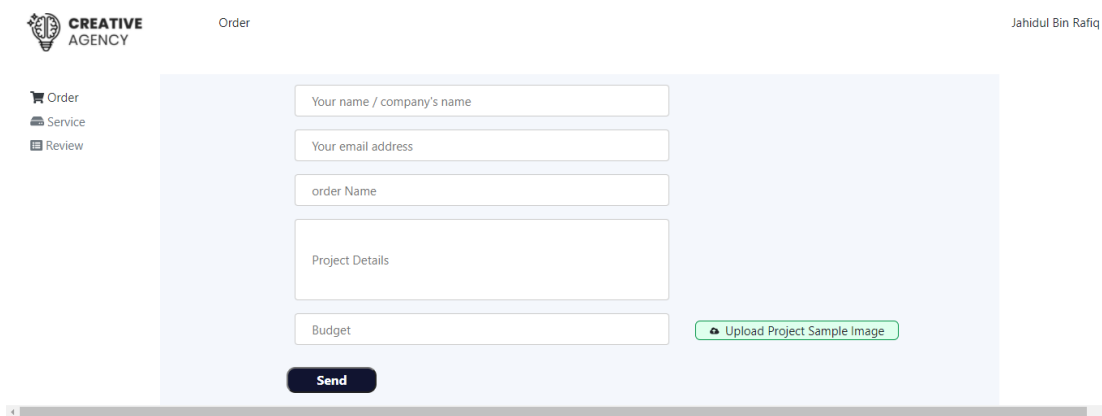 CREATIVE
AGENCY
Order
Jahidul Bin Rafiq
Order
Service
Review
Your name / company's name
Your email address
order Name
Project Details
Budget
Upload Project Sample Image
Send